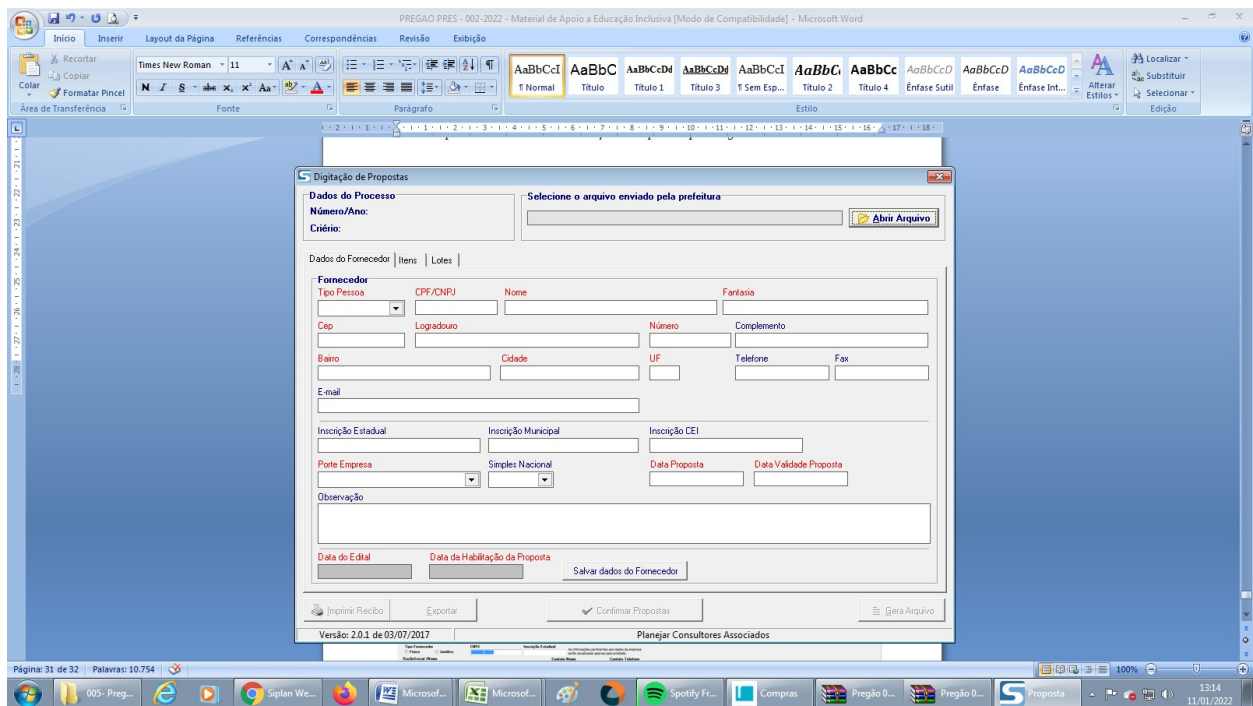 PREGAO PRES - 002-2022 - Material de Apoio a Educação Inclusiva [Modo de Compatibilidade] - Microsoft Word
Início Inserir Layout da Página Referências Correspondências Revisão Exibição
Colar
Recortar
Copiar
Formatar Pincel
Área de Transferência
Times New Roman 11
N I S abc x, x² Aa
Fonte
Parágrafo
AaBbCcI AaBbC AaBbCcDd AaBbCcDd AaBbCcI AaBbC AaBbCc AaBbCcD AaBbCcD AaBbCcD
¶ Normal Título Título 1 Título 3 ¶ Sem Esp... Título 2 Título 4 Ênfase Sutil Ênfase Ênfase Int...
Estilo
Alterar Estilos
Localizar
Substituir
Selecionar
Edição
Digitação de Propostas
Dados do Processo
Número/Ano:
Criério:
Selecione o arquivo enviado pela prefeitura
Abrir Arquivo
Dados do Fornecedor Itens Lotes
Fornecedor
Tipo Pessoa CPF/CNPJ Nome Fantasia
Cep Logradouro Número Complemento
Bairro Cidade UF Telefone Fax
E-mail
Inscrição Estadual Inscrição Municipal Inscrição CEI
Porte Empresa Simples Nacional Data Proposta Data Validade Proposta
Observação
Data do Edital Data da Habilitação da Proposta
Salvar dados do Fornecedor
Imprimir Recibo Exportar Confirmar Propostas Gera Arquivo
Versão: 2.0.1 de 03/07/2017 Planejar Consultores Associados
Página: 31 de 32 Palavras: 10.754 100%
005- Preg... Siplan We... Microsof... Microsof... Spotify Fr... Compras Pregão 0... Pregão 0... Proposta
13:14
11/01/2022